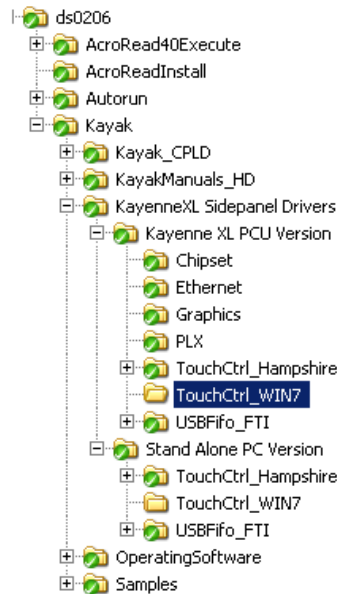 ds0206
AcroRead40Execute
AcroReadInstall
Autorun
Kayak
Kayak_CPLD
KayakManuals_HD
KayenneXL Sidepanel Drivers
Kayenne XL PCU Version
Chipset
Ethernet
Graphics
PLX
TouchCtrl_Hampshire
TouchCtrl_WIN7
USBFifo_FTI
Stand Alone PC Version
TouchCtrl_Hampshire
TouchCtrl_WIN7
USBFifo_FTI
OperatingSoftware
Samples